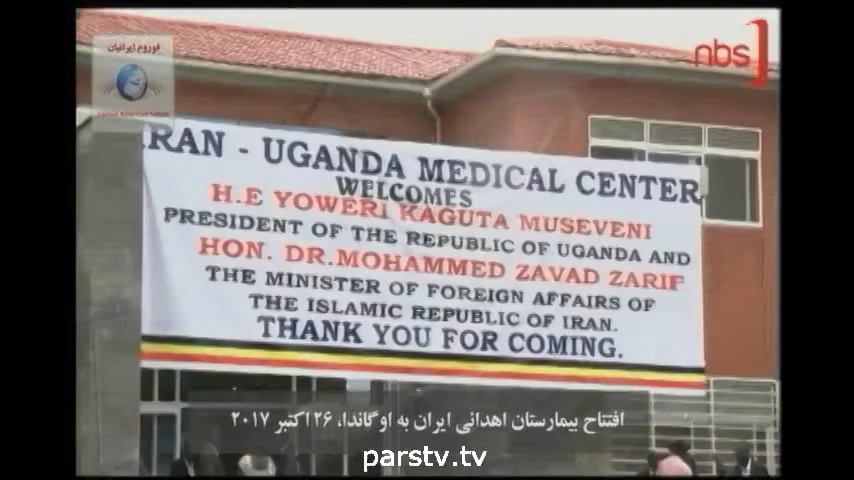 فوروم ایرانیان
nbs
IRAN - UGANDA MEDICAL CENTER
WELCOMES
H.E YOWERI KAGUTA MUSEVENI
PRESIDENT OF THE REPUBLIC OF UGANDA AND
HON. DR.MOHAMMED ZAVAD ZARIF
THE MINISTER OF FOREIGN AFFAIRS OF
THE ISLAMIC REPUBLIC OF IRAN.
THANK YOU FOR COMING.
افتتاح بیمارستان اهدائی ایران به اوگاندا، ۲۶ اکتبر ۲۰۱۷
parstv.tv